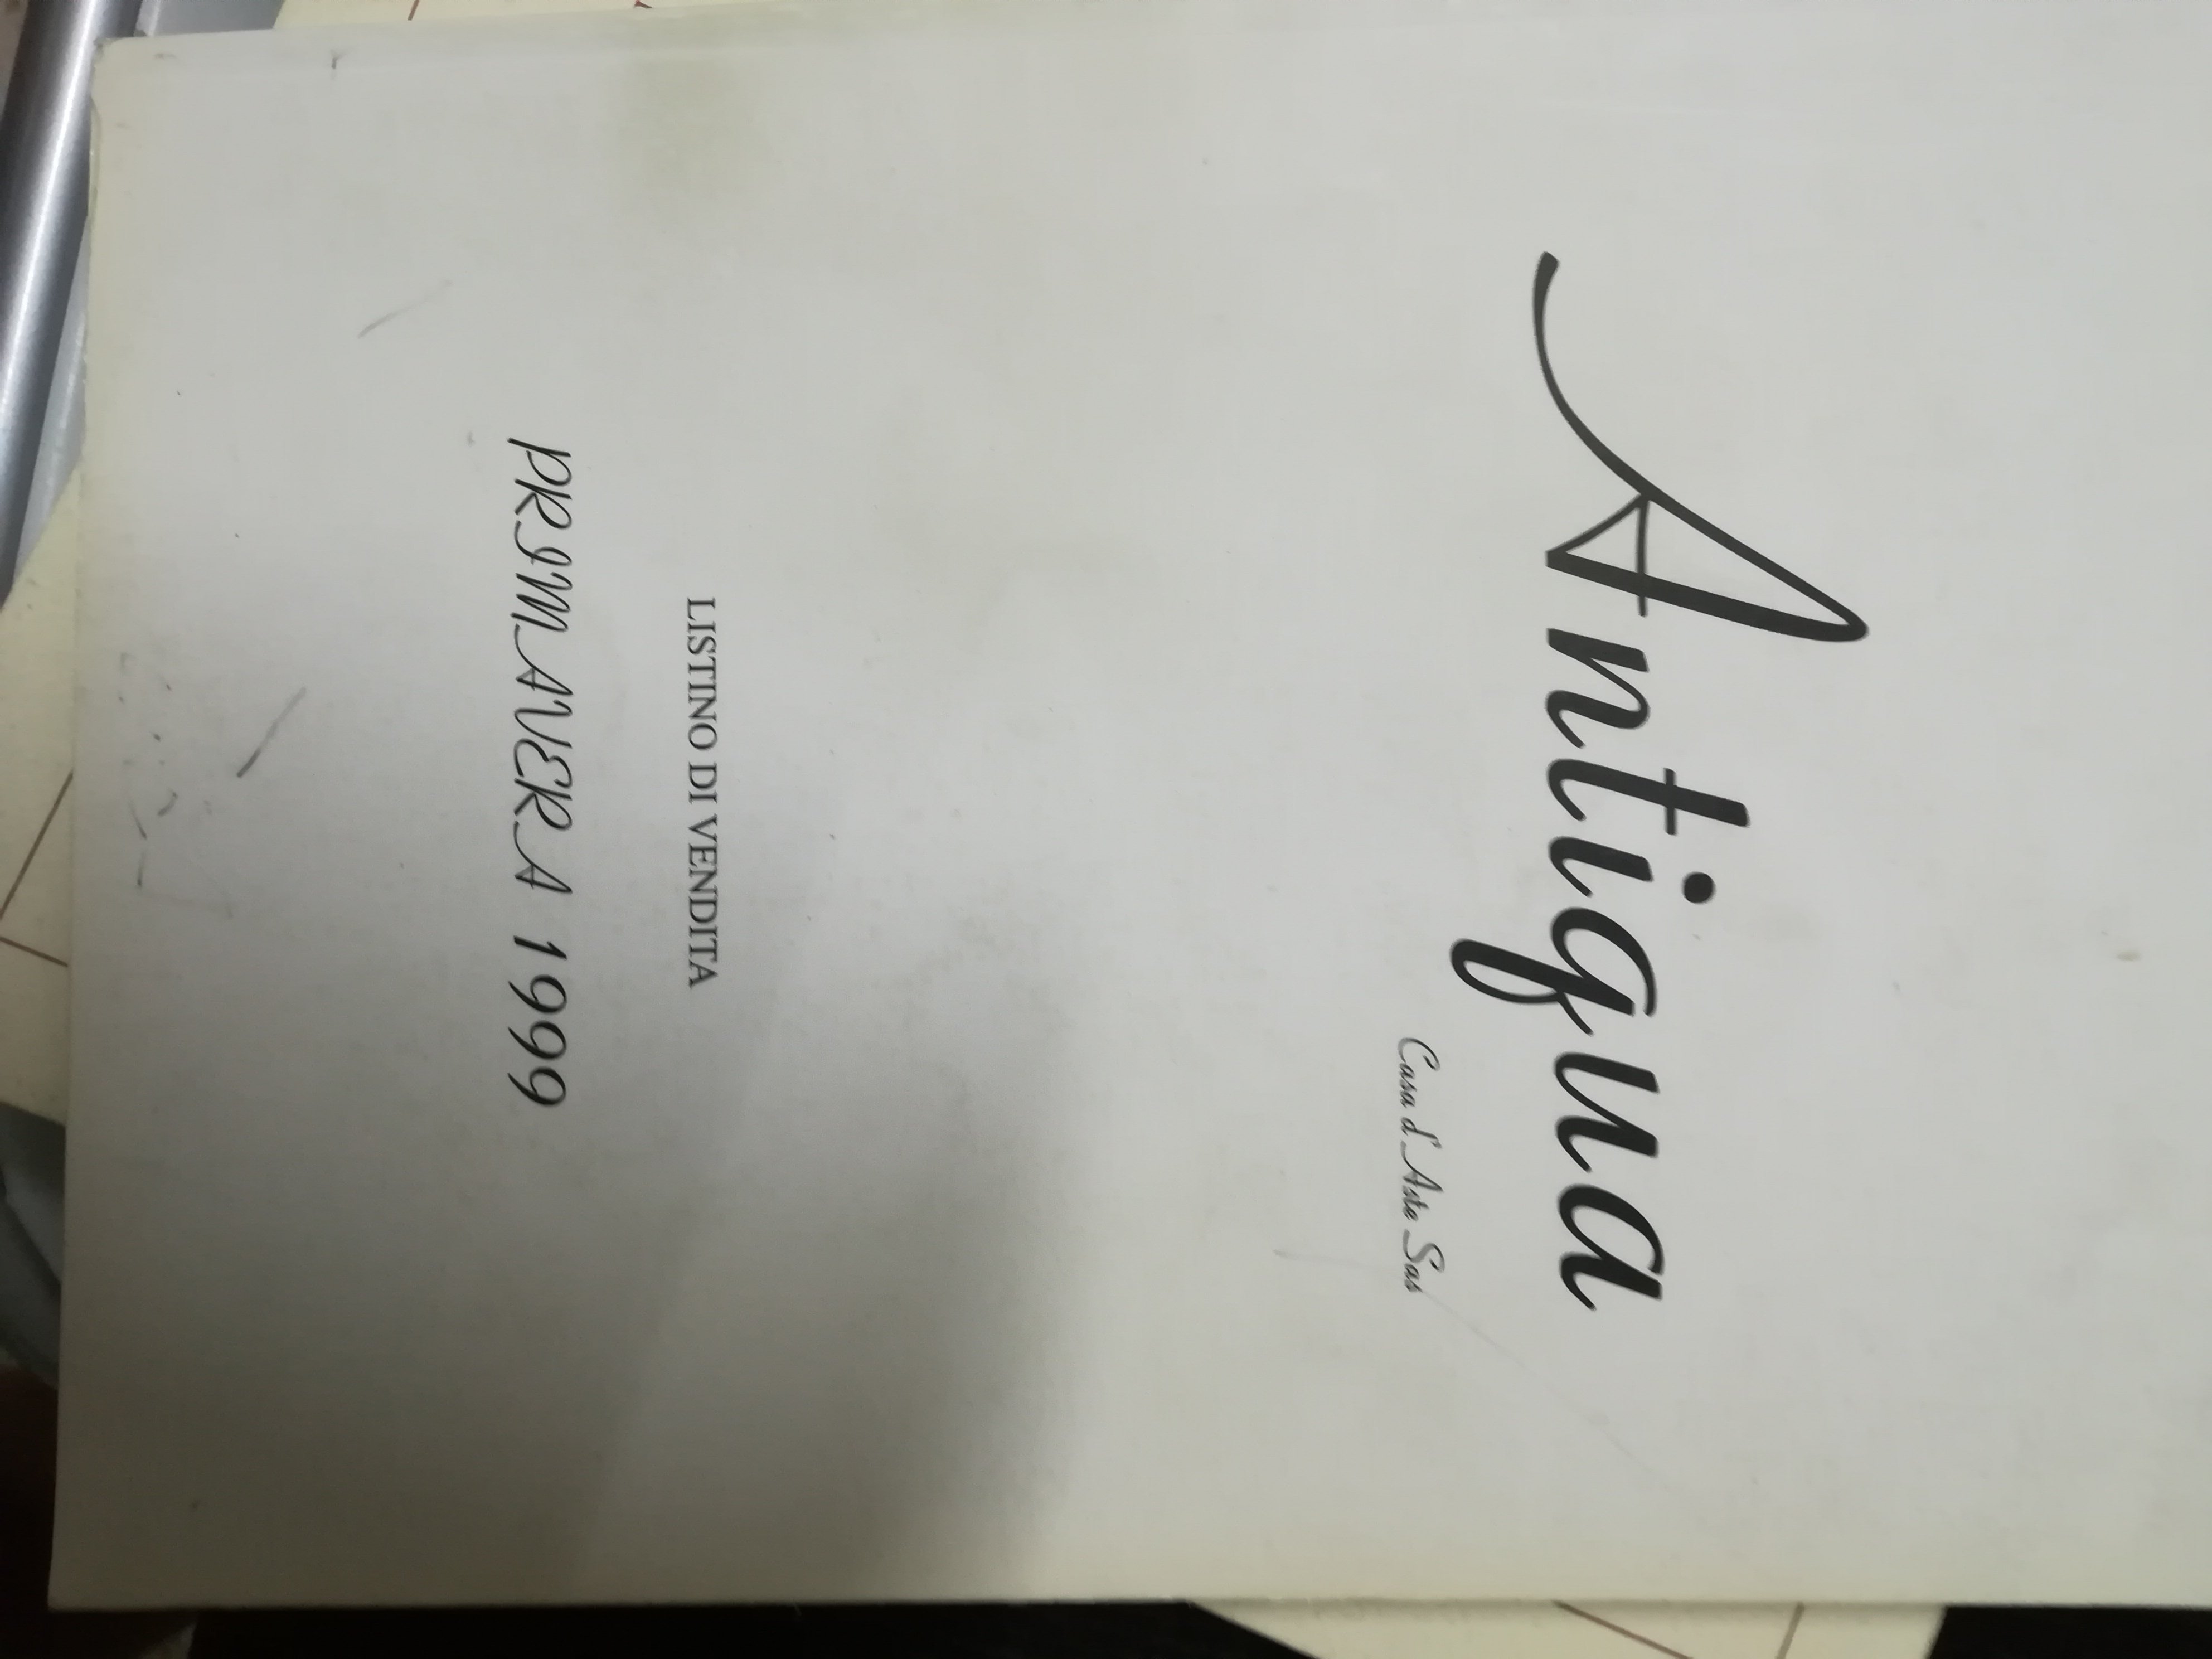 Antiqua
Casa d'Aste Sas
LISTINO DI VENDITA
PRIMAVERA 1999